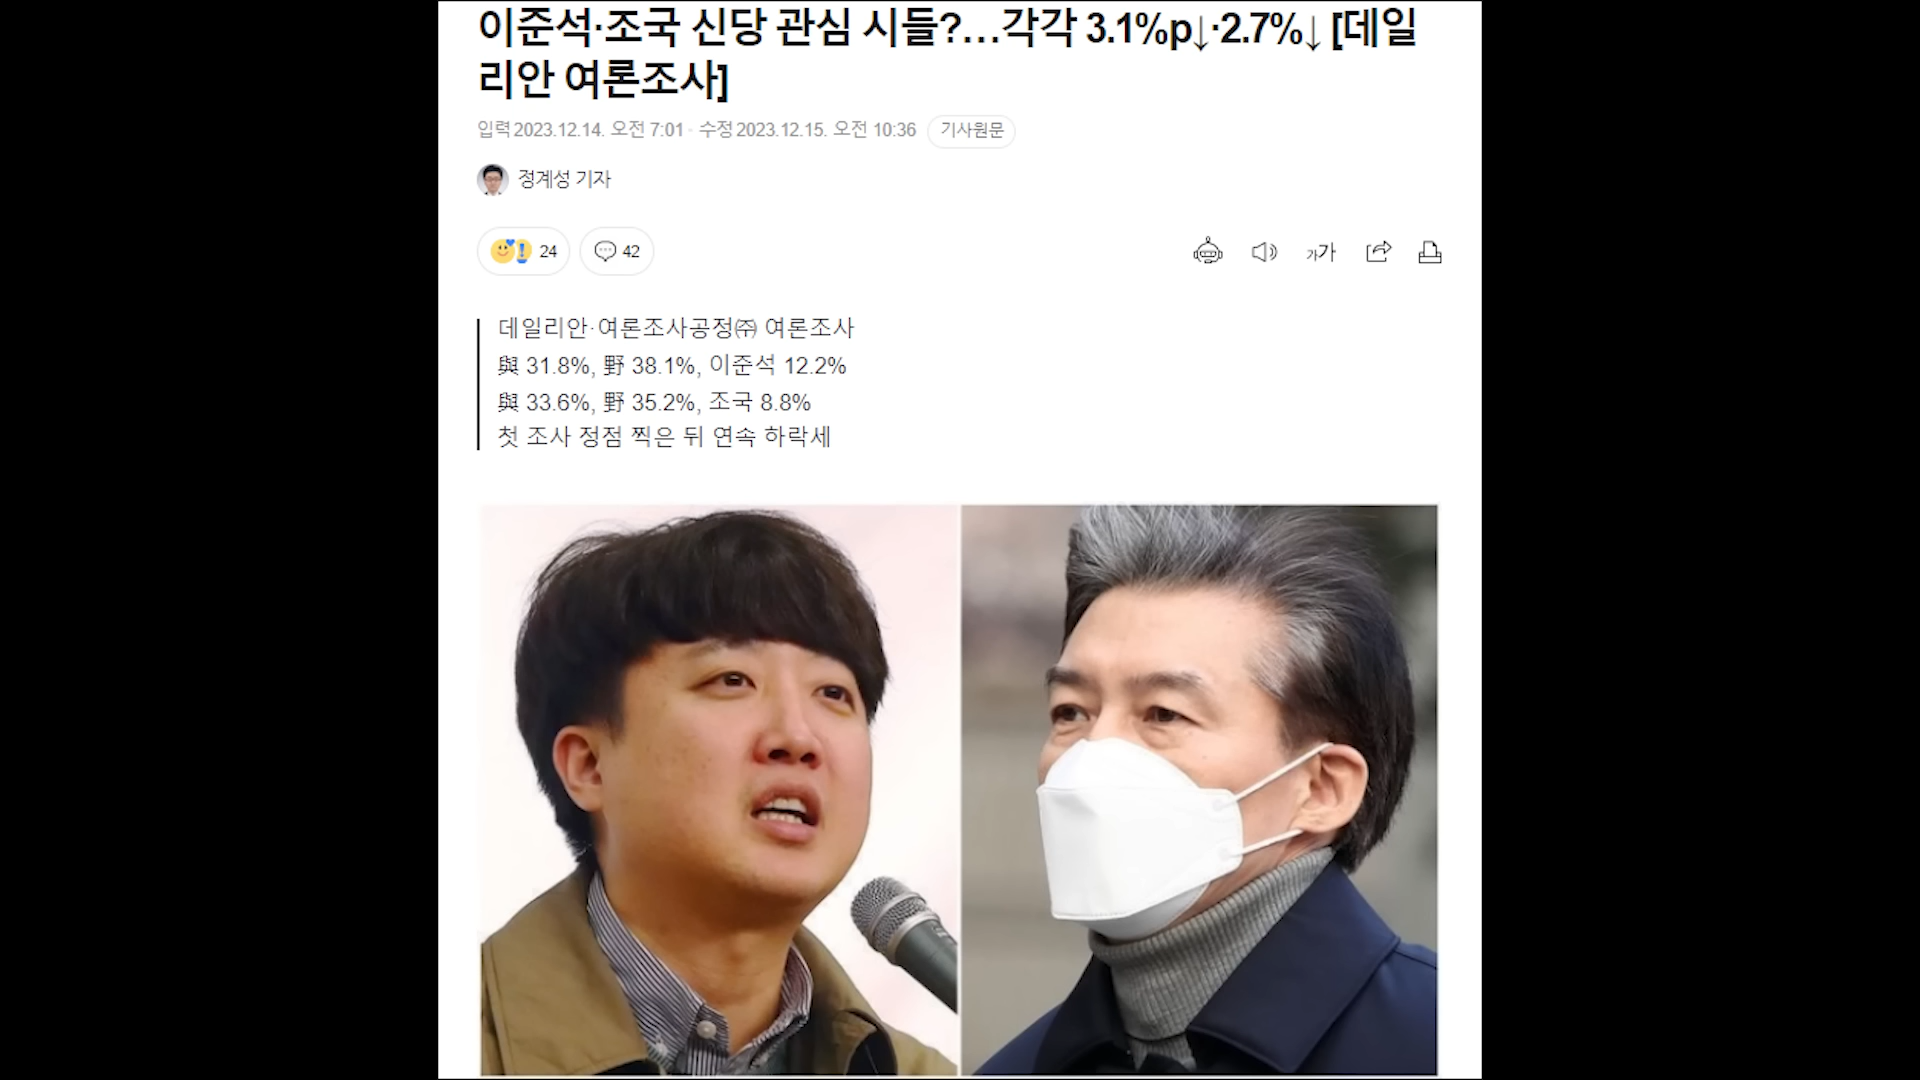 이준석·조국 신당 관심 시들?…각각 3.1%p↓·2.7%↓ [데일
리안 여론조사]
입력 2023.12.14. 오전 7:01 · 수정 2023.12.15. 오전 10:36 기사원문
정계성 기자
24 42 가가
데일리안·여론조사공정㈜ 여론조사
與 31.8%, 野 38.1%, 이준석 12.2%
與 33.6%, 野 35.2%, 조국 8.8%
첫 조사 정점 찍은 뒤 연속 하락세